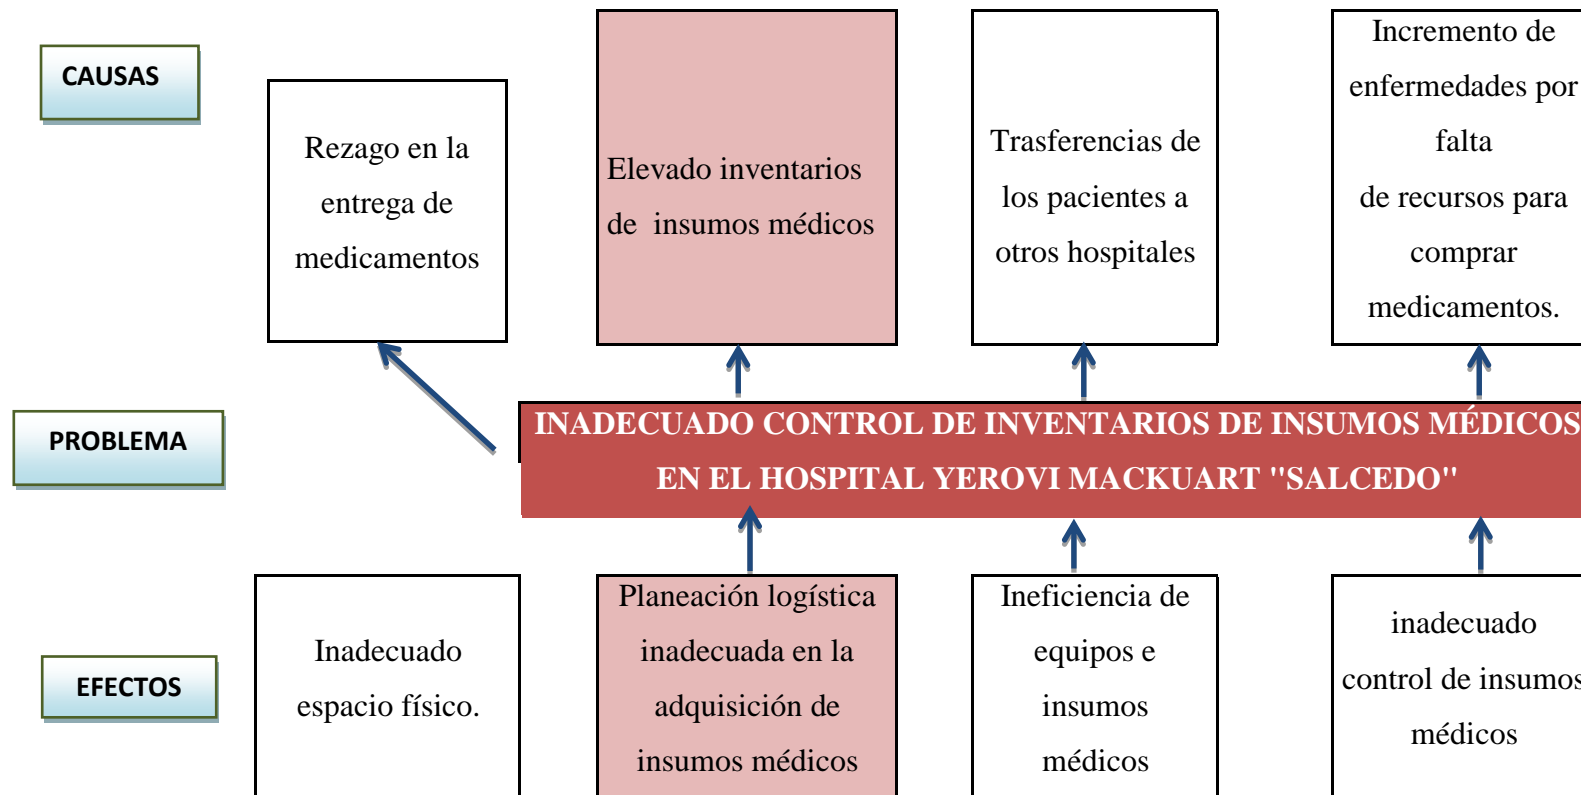 CAUSAS
Rezago en la
entrega de
medicamentos
Elevado inventarios
de insumos médicos
Trasferencias de
los pacientes a
otros hospitales
Incremento de
enfermedades por
falta
de recursos para
comprar
medicamentos.
PROBLEMA
INADECUADO CONTROL DE INVENTARIOS DE INSUMOS MÉDICOS
EN EL HOSPITAL YEROVI MACKUART "SALCEDO"
EFECTOS
Inadecuado
espacio físico.
Planeación logística
inadecuada en la
adquisición de
insumos médicos
Ineficiencia de
equipos e
insumos
médicos
inadecuado
control de insumos
médicos